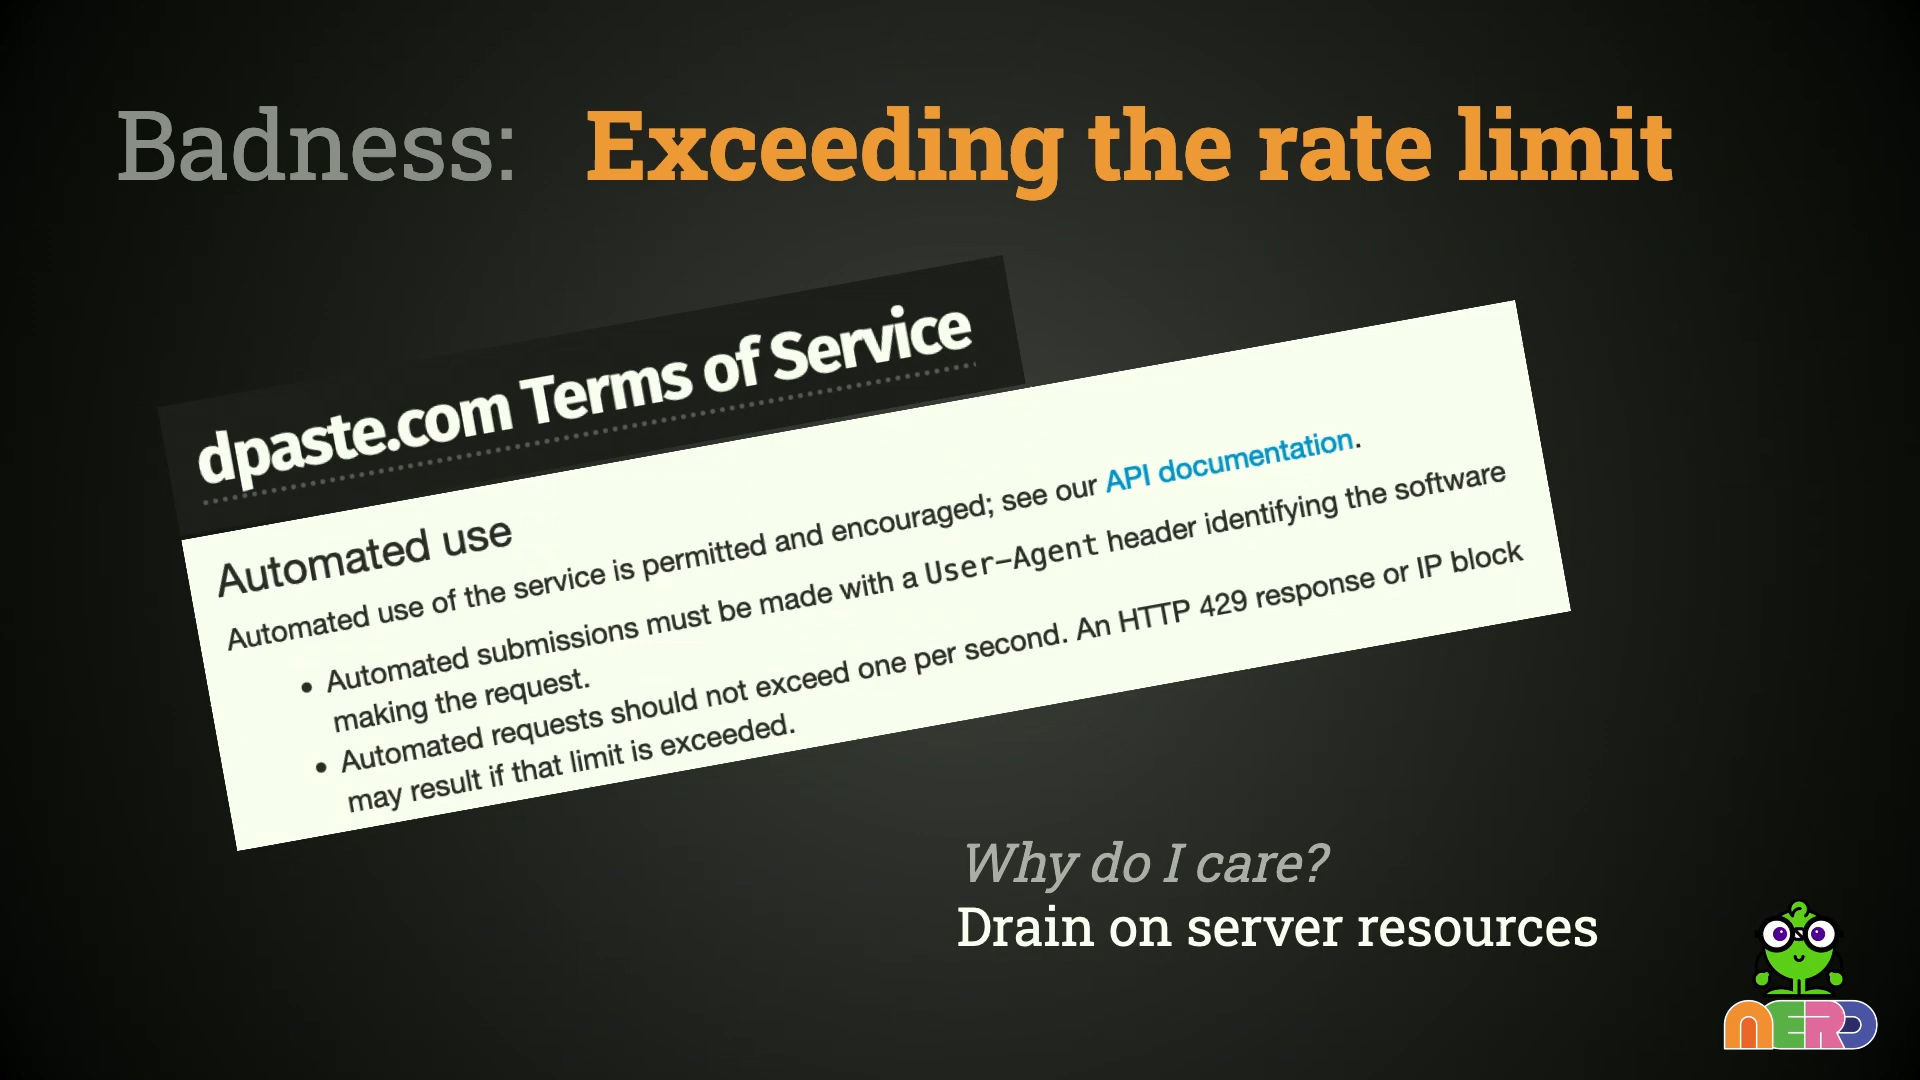 Badness: Exceeding the rate limit
dpaste.com Terms of Service
Automated use
Automated use of the service is permitted and encouraged; see our API documentation.
• Automated submissions must be made with a User-Agent header identifying the software
making the request.
• Automated requests should not exceed one per second. An HTTP 429 response or IP block
may result if that limit is exceeded.
Why do I care?
Drain on server resources
NERD